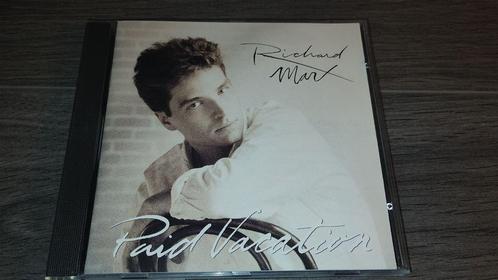 Richard
Marx
Paid Vacation